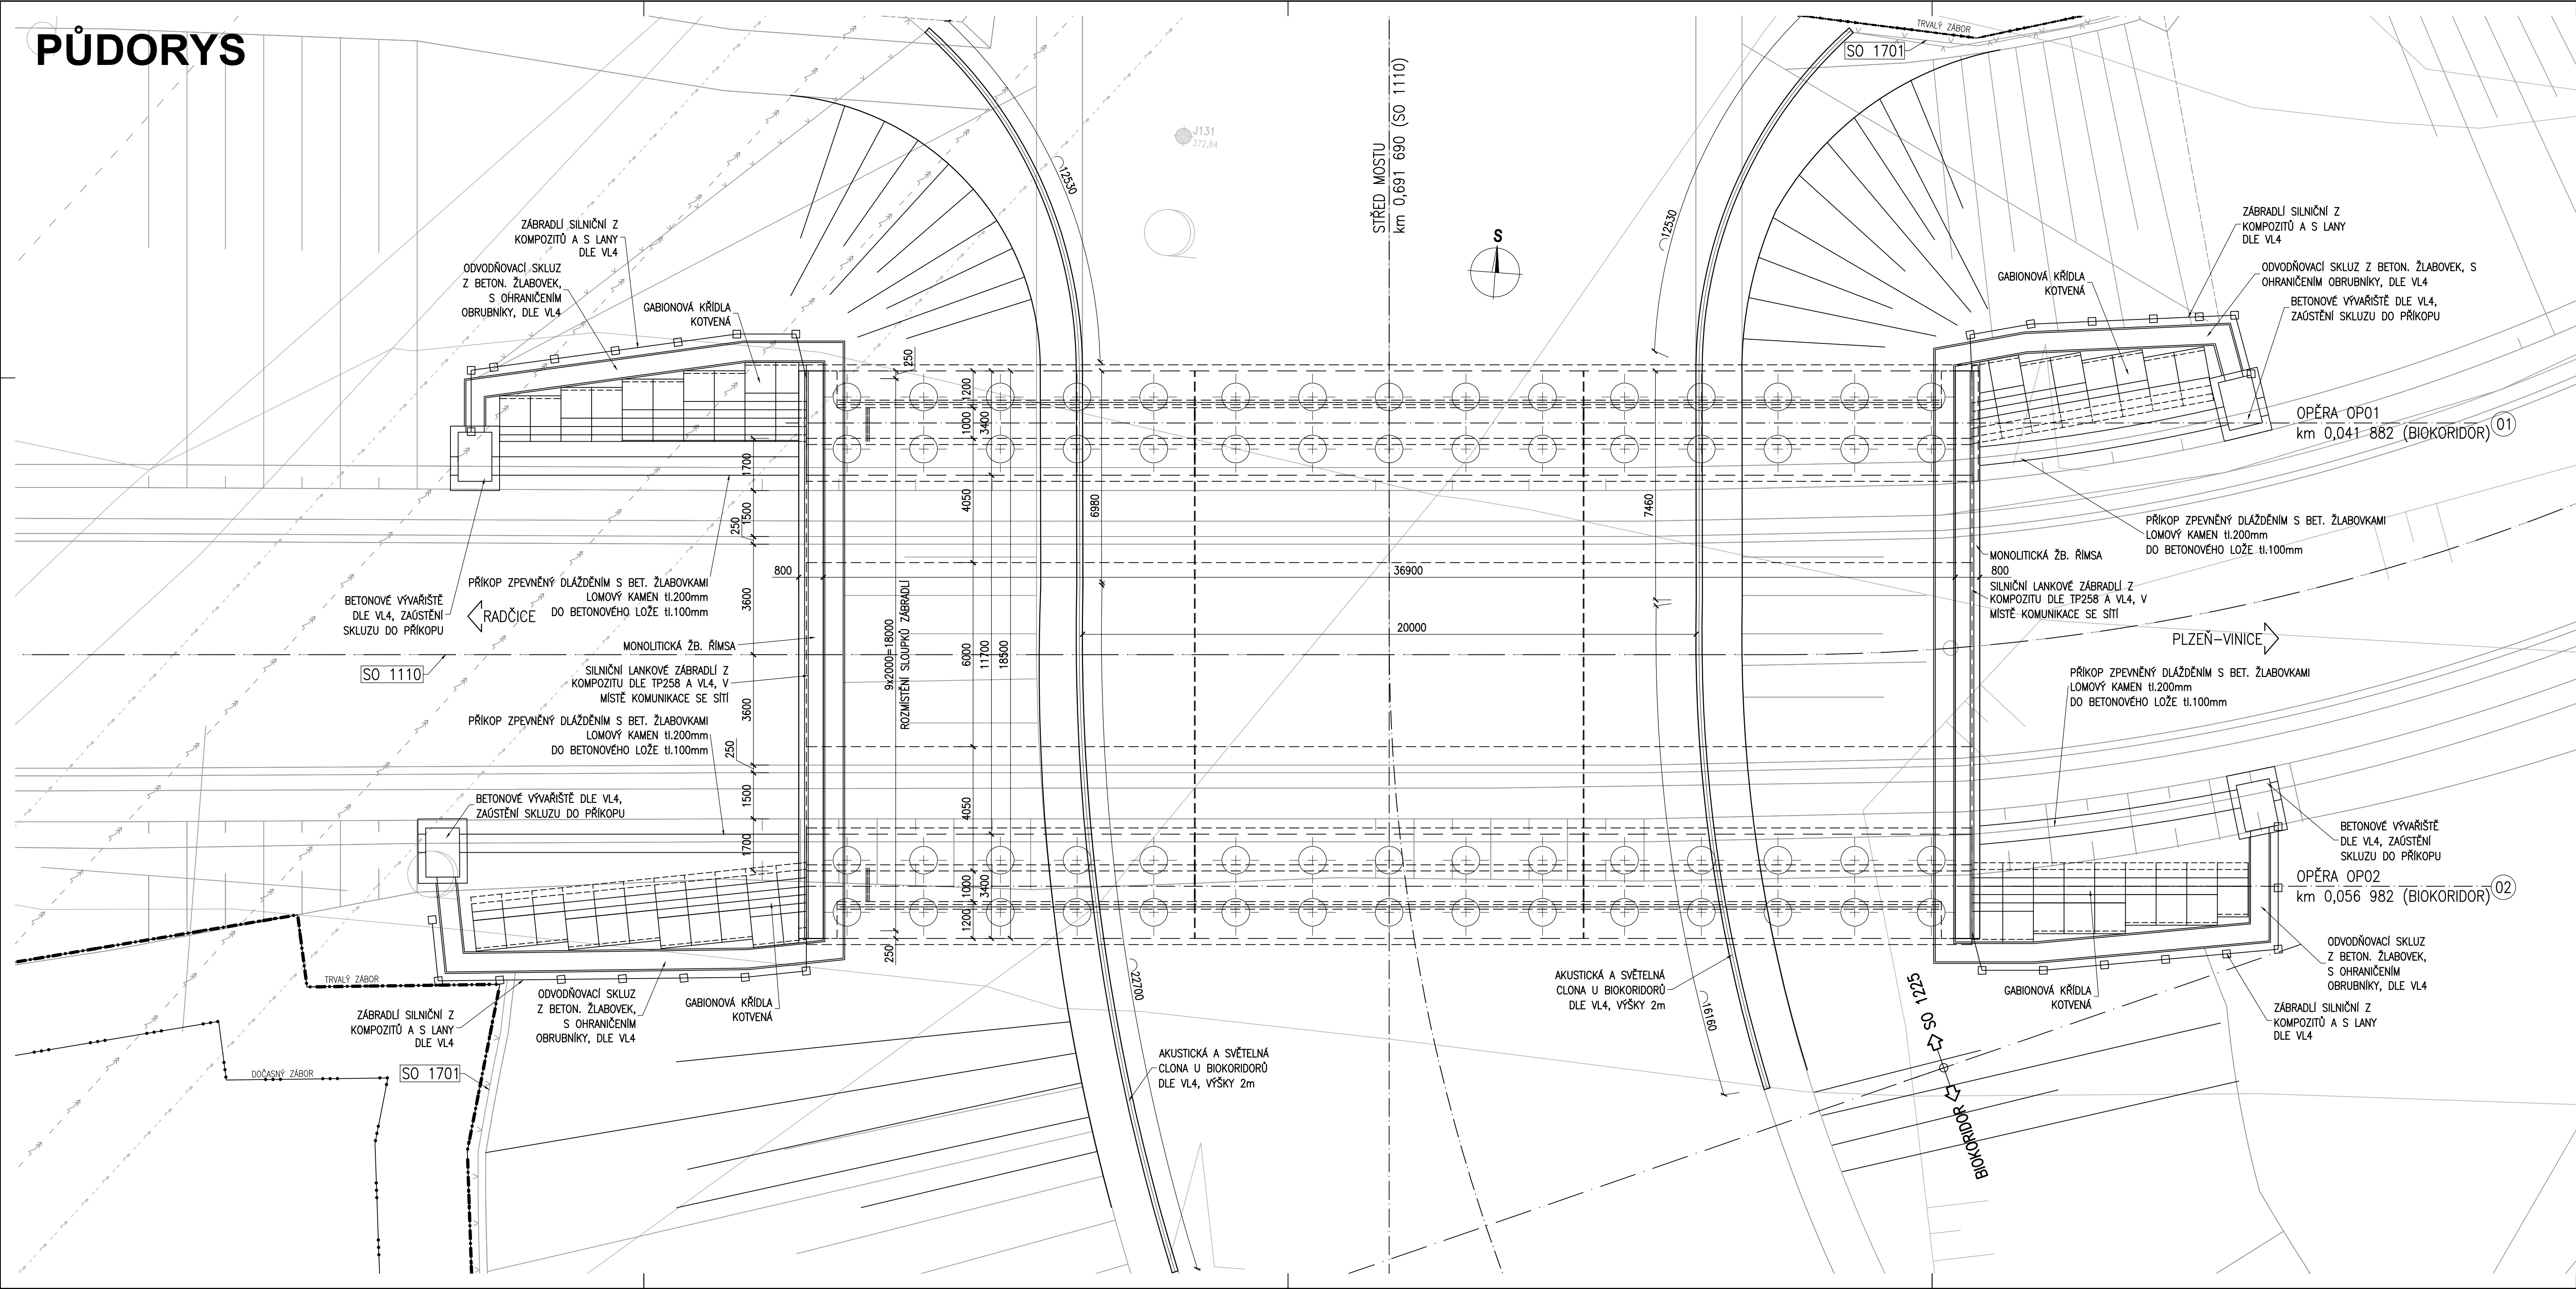 PŮDORYS
TRVALÝ ZÁBOR
SO 1701
STŘED MOSTU
km 0,691 690 (SO 1110)
J131
372,84
12530
12530
S
ZÁBRADLÍ SILNIČNÍ Z
KOMPOZITŮ A S LANY
DLE VL4
ODVODŇOVACÍ SKLUZ
Z BETON. ŽLABOVEK,
S OHRANIČENÍM
OBRUBNÍKY, DLE VL4
GABIONOVÁ KŘÍDLA
KOTVENÁ
ZÁBRADLÍ SILNIČNÍ Z
KOMPOZITŮ A S LANY
DLE VL4
ODVODŇOVACÍ SKLUZ Z BETON. ŽLABOVEK, S
OHRANIČENÍM OBRUBNÍKY, DLE VL4
GABIONOVÁ KŘÍDLA
KOTVENÁ
BETONOVÉ VÝVAŘIŠTĚ DLE VL4,
ZAÚSTĚNÍ SKLUZU DO PŘÍKOPU
OPĚRA OP01
km 0,041 882 (BIOKORIDOR)
01
250
1200
1000
3400
1700
1500
250
4050
6980
7460
PŘÍKOP ZPEVNĚNÝ DLÁŽDĚNÍM S BET. ŽLABOVKAMI
LOMOVÝ KAMEN tl.200mm
DO BETONOVÉHO LOŽE tl.100mm
MONOLITICKÁ ŽB. ŘÍMSA
800
36900
800
PŘÍKOP ZPEVNĚNÝ DLÁŽDĚNÍM S BET. ŽLABOVKAMI
LOMOVÝ KAMEN tl.200mm
DO BETONOVÉHO LOŽE tl.100mm
BETONOVÉ VÝVAŘIŠTĚ
DLE VL4, ZAÚSTĚNÍ
SKLUZU DO PŘÍKOPU
RADČICE
3600
SILNIČNÍ LANKOVÉ ZÁBRADLÍ Z
KOMPOZITU DLE TP258 A VL4, V
MÍSTĚ KOMUNIKACE SE SÍTÍ
20000
PLZEŇ-VINICE
MONOLITICKÁ ŽB. ŘÍMSA
9x2000=18000
ROZMÍSTĚNÍ SLOUPKŮ ZÁBRADLÍ
6000
11700
18500
SO 1110
SILNIČNÍ LANKOVÉ ZÁBRADLÍ Z
KOMPOZITU DLE TP258 A VL4, V
MÍSTĚ KOMUNIKACE SE SÍTÍ
3600
PŘÍKOP ZPEVNĚNÝ DLÁŽDĚNÍM S BET. ŽLABOVKAMI
LOMOVÝ KAMEN tl.200mm
DO BETONOVÉHO LOŽE tl.100mm
PŘÍKOP ZPEVNĚNÝ DLÁŽDĚNÍM S BET. ŽLABOVKAMI
LOMOVÝ KAMEN tl.200mm
DO BETONOVÉHO LOŽE tl.100mm
250
1500
4050
1700
BETONOVÉ VÝVAŘIŠTĚ DLE VL4,
ZAÚSTĚNÍ SKLUZU DO PŘÍKOPU
BETONOVÉ VÝVAŘIŠTĚ
DLE VL4, ZAÚSTĚNÍ
SKLUZU DO PŘÍKOPU
1000
3400
1200
250
OPĚRA OP02
km 0,056 982 (BIOKORIDOR)
02
TRVALÝ ZÁBOR
ODVODŇOVACÍ SKLUZ
Z BETON. ŽLABOVEK,
S OHRANIČENÍM
OBRUBNÍKY, DLE VL4
GABIONOVÁ KŘÍDLA
KOTVENÁ
ZÁBRADLÍ SILNIČNÍ Z
KOMPOZITŮ A S LANY
DLE VL4
22700
AKUSTICKÁ A SVĚTELNÁ
CLONA U BIOKORIDORŮ
DLE VL4, VÝŠKY 2m
16160
SO 1225
BIOKORIDOR
GABIONOVÁ KŘÍDLA
KOTVENÁ
ODVODŇOVACÍ SKLUZ
Z BETON. ŽLABOVEK,
S OHRANIČENÍM
OBRUBNÍKY, DLE VL4
ZÁBRADLÍ SILNIČNÍ Z
KOMPOZITŮ A S LANY
DLE VL4
DOČASNÝ ZÁBOR
SO 1701
AKUSTICKÁ A SVĚTELNÁ
CLONA U BIOKORIDORŮ
DLE VL4, VÝŠKY 2m